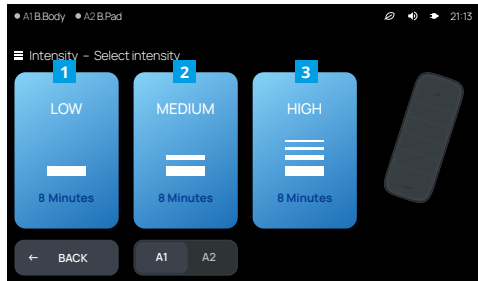 A1 B.Body A2 B.Pad 21:13
Intensity – Select intensity
1 2 3
LOW MEDIUM HIGH
8 Minutes 8 Minutes 8 Minutes
← BACK A1 A2